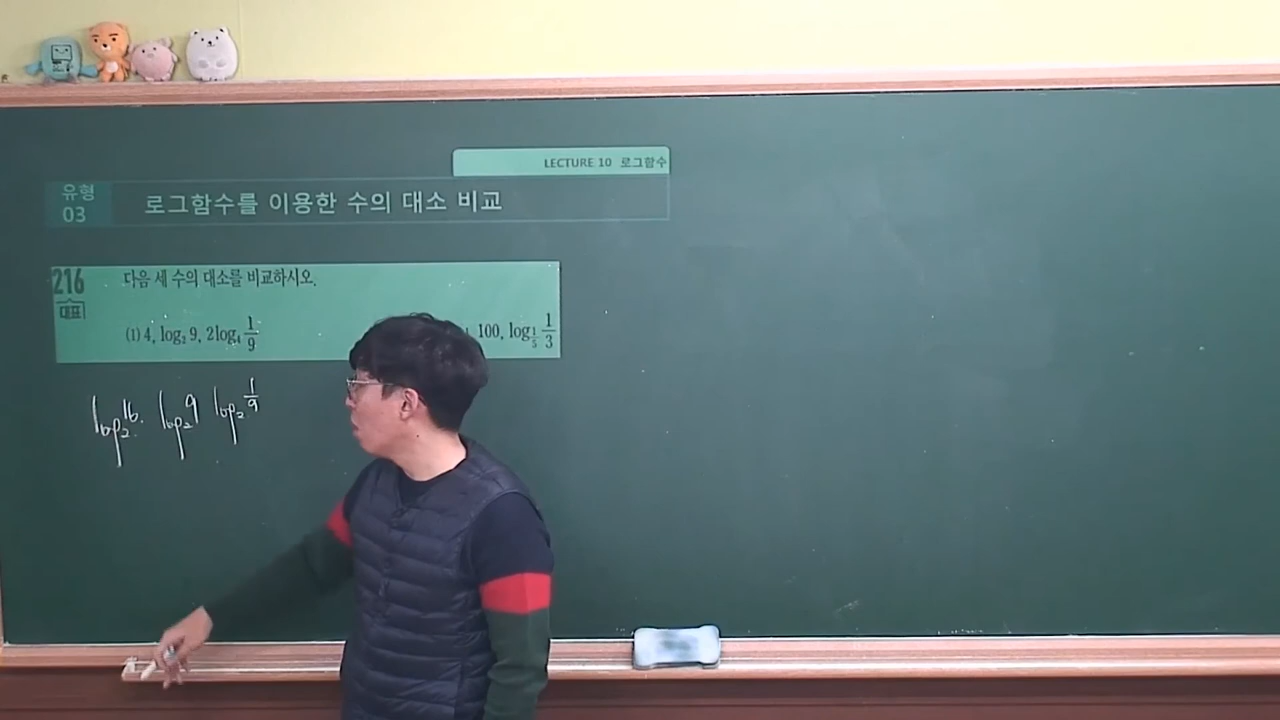 LECTURE 10 로그함수
유형 03 로그함수를 이용한 수의 대소 비교
216 대표 다음 세 수의 대소를 비교하시오.
(1) 4, log₂ 9, 2log₄ 1/9 100, log_{1/5} 1/3
log₂16. log₂9 log₂1/9